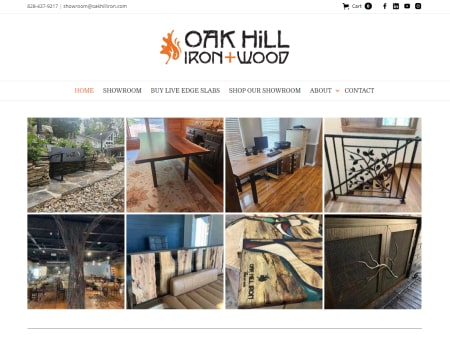 828-437-9217 | showroom@oakhilliron.com
Cart 0
OAK HILL
IRON+WOOD
HOME SHOWROOM BUY LIVE EDGE SLABS SHOP OUR SHOWROOM ABOUT CONTACT